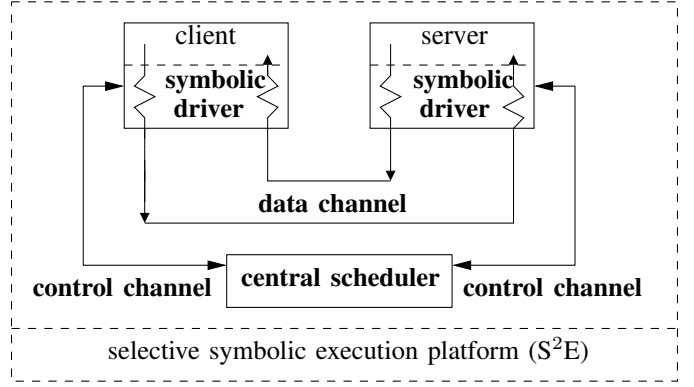 client
server
symbolic
driver
symbolic
driver
data channel
control channel
central scheduler
control channel
selective symbolic execution platform (S²E)